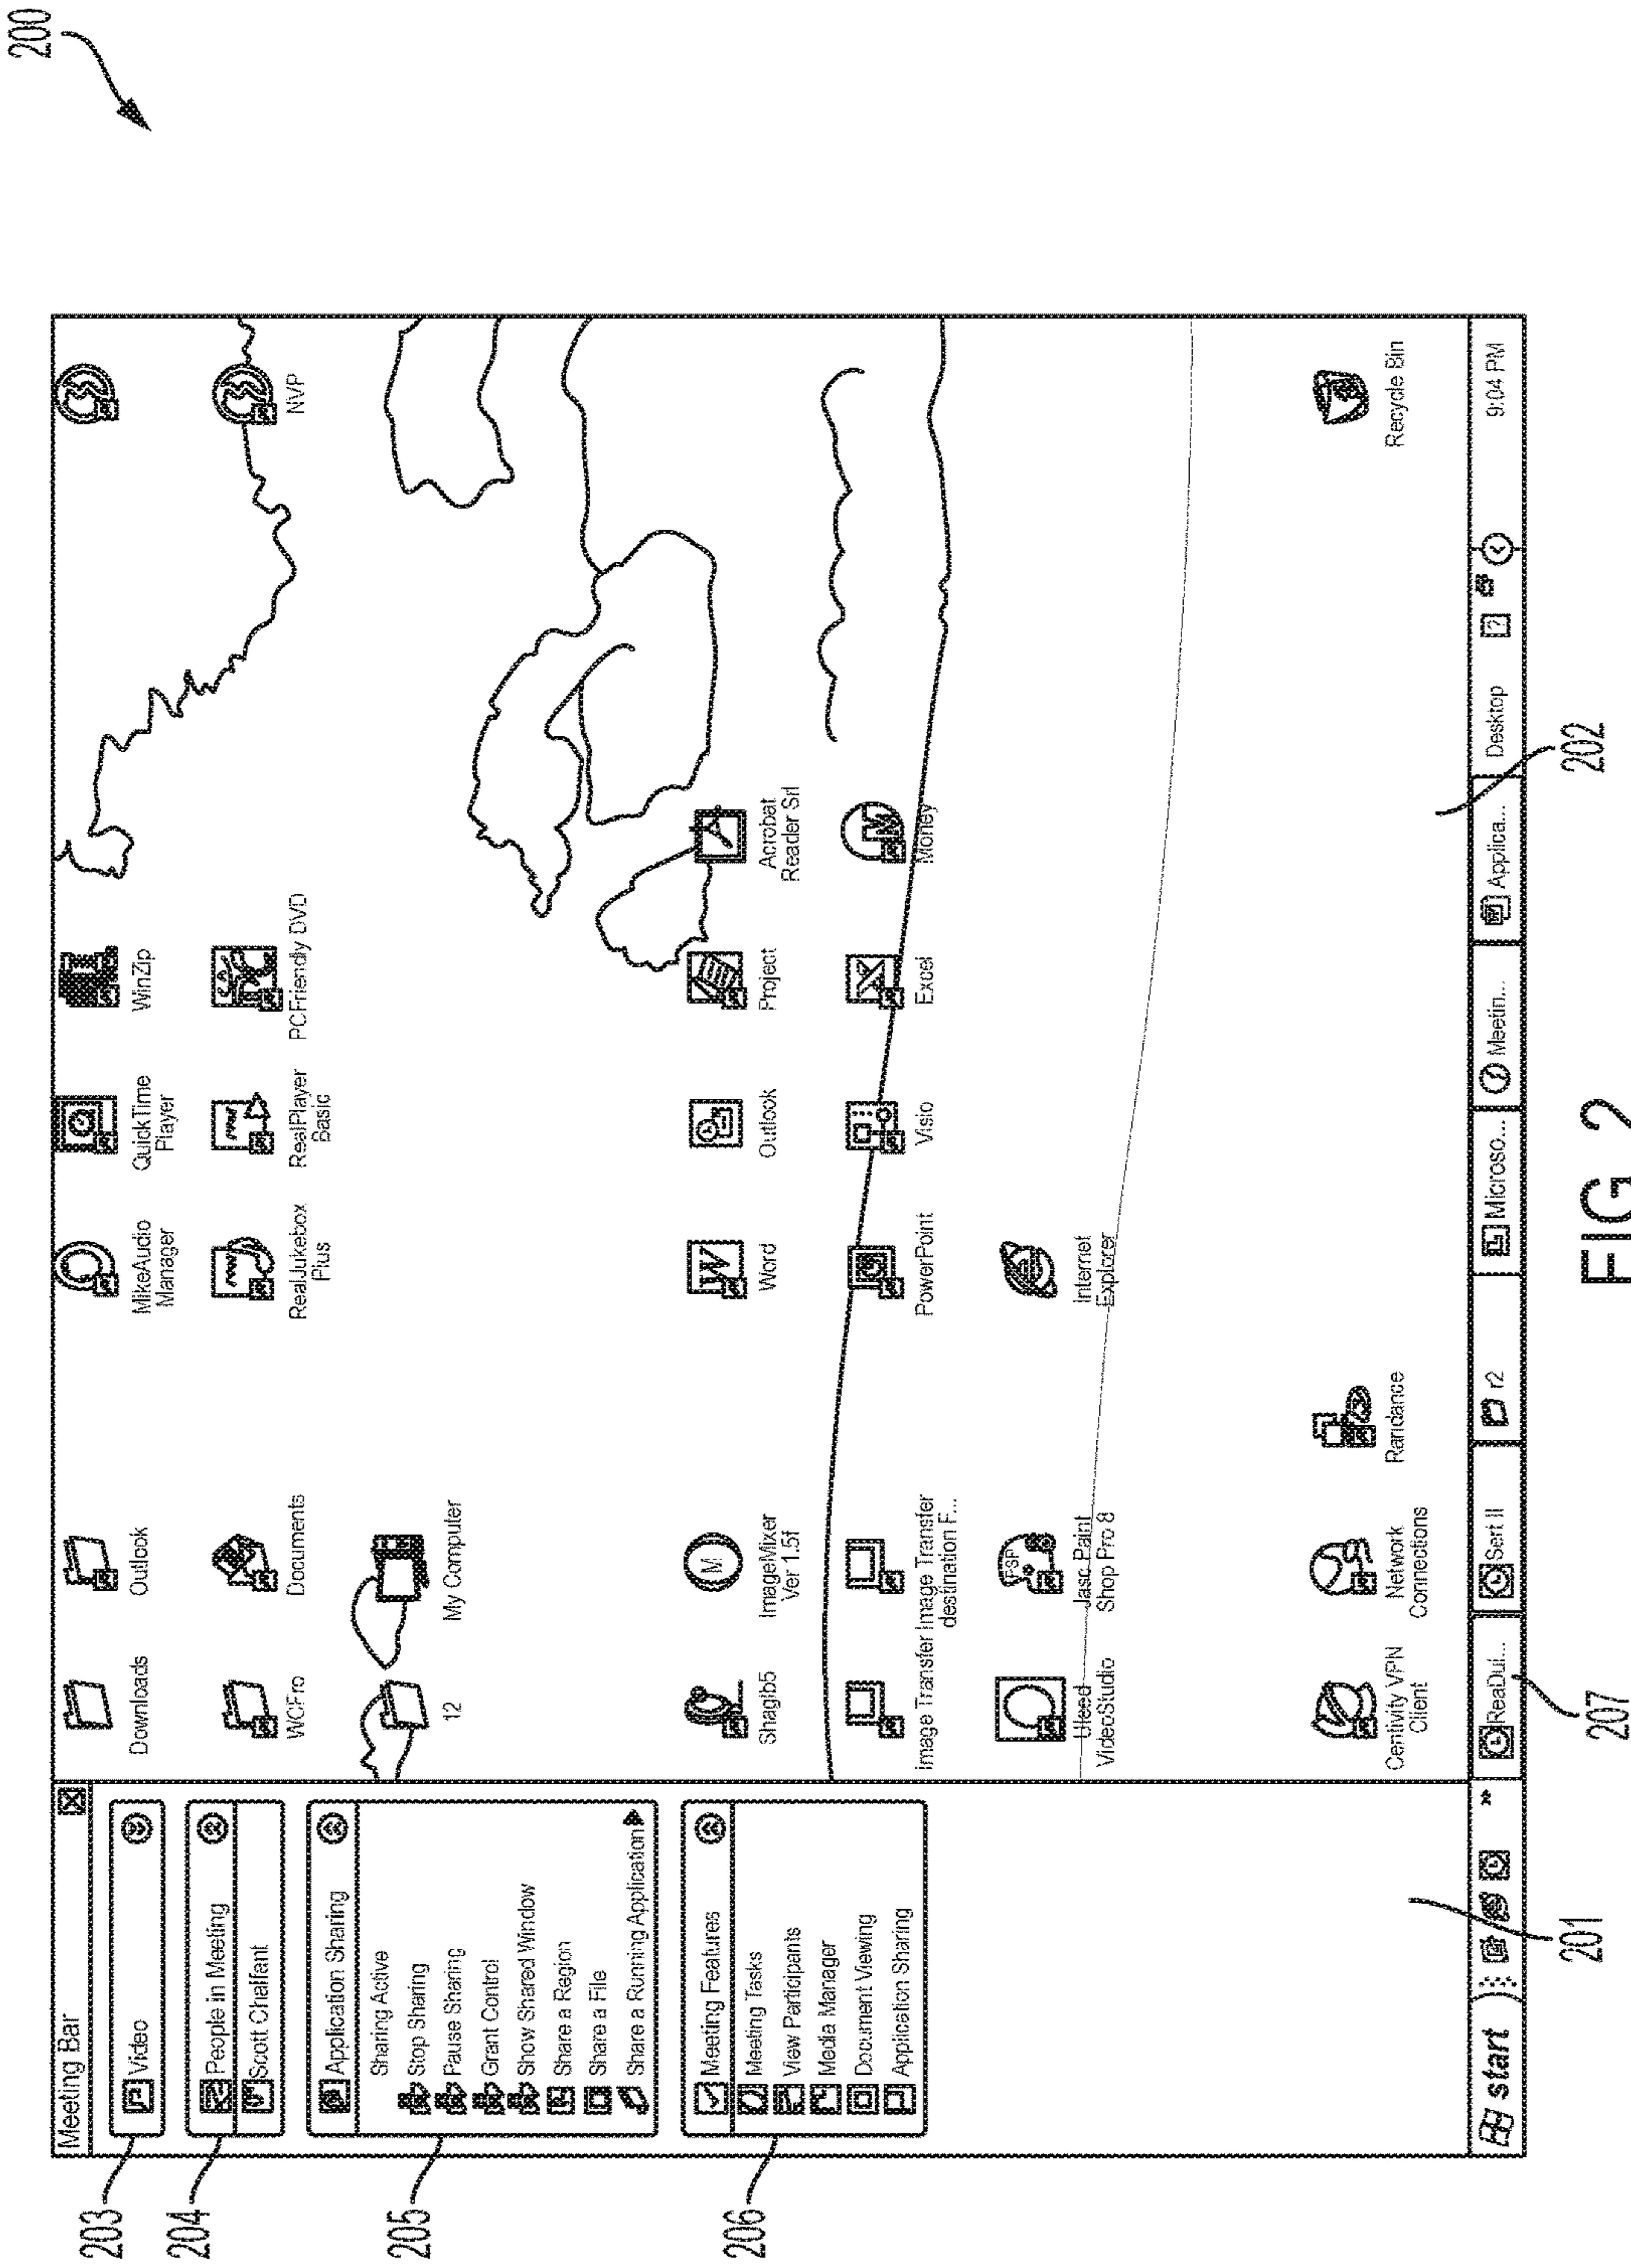 200
Meeting Bar
203
Video
204
People in Meeting
Scott Chalfant
205
Application Sharing
Sharing Active
Stop Sharing
Pause Sharing
Grant Control
Show Shared Window
Share a Region
Share a File
Share a Running Application
206
Meeting Features
Meeting Tasks
View Participants
Media Manager
Document Viewing
Application Sharing
201
Downloads
Outlook
MikeAudio
Manager
QuickTime
Player
WinZip
WCFro
Documents
RealJukebox
Plus
RealPlayer
Basic
PCFriendly DVD
NVP
12
My Computer
Shagib5
M
ImageMixer
Ver 1.5f
W
Word
Outlook
Project
Acrobat
Reader Srl
Image Transfer
Image Transfer
destination F...
PowerPoint
Visio
Excel
M
Money
Uleed
VideoStudio
PSP
Jasc Paint
Shop Pro 8
Internet
Explorer
Centivity VPN
Client
Network
Connections
Randance
Recycle Bin
202
start
»
ReaDul...
Sert II
r2
Microso...
Meetin...
Applica...
Desktop
?
9:04 PM
207
FIG. 2